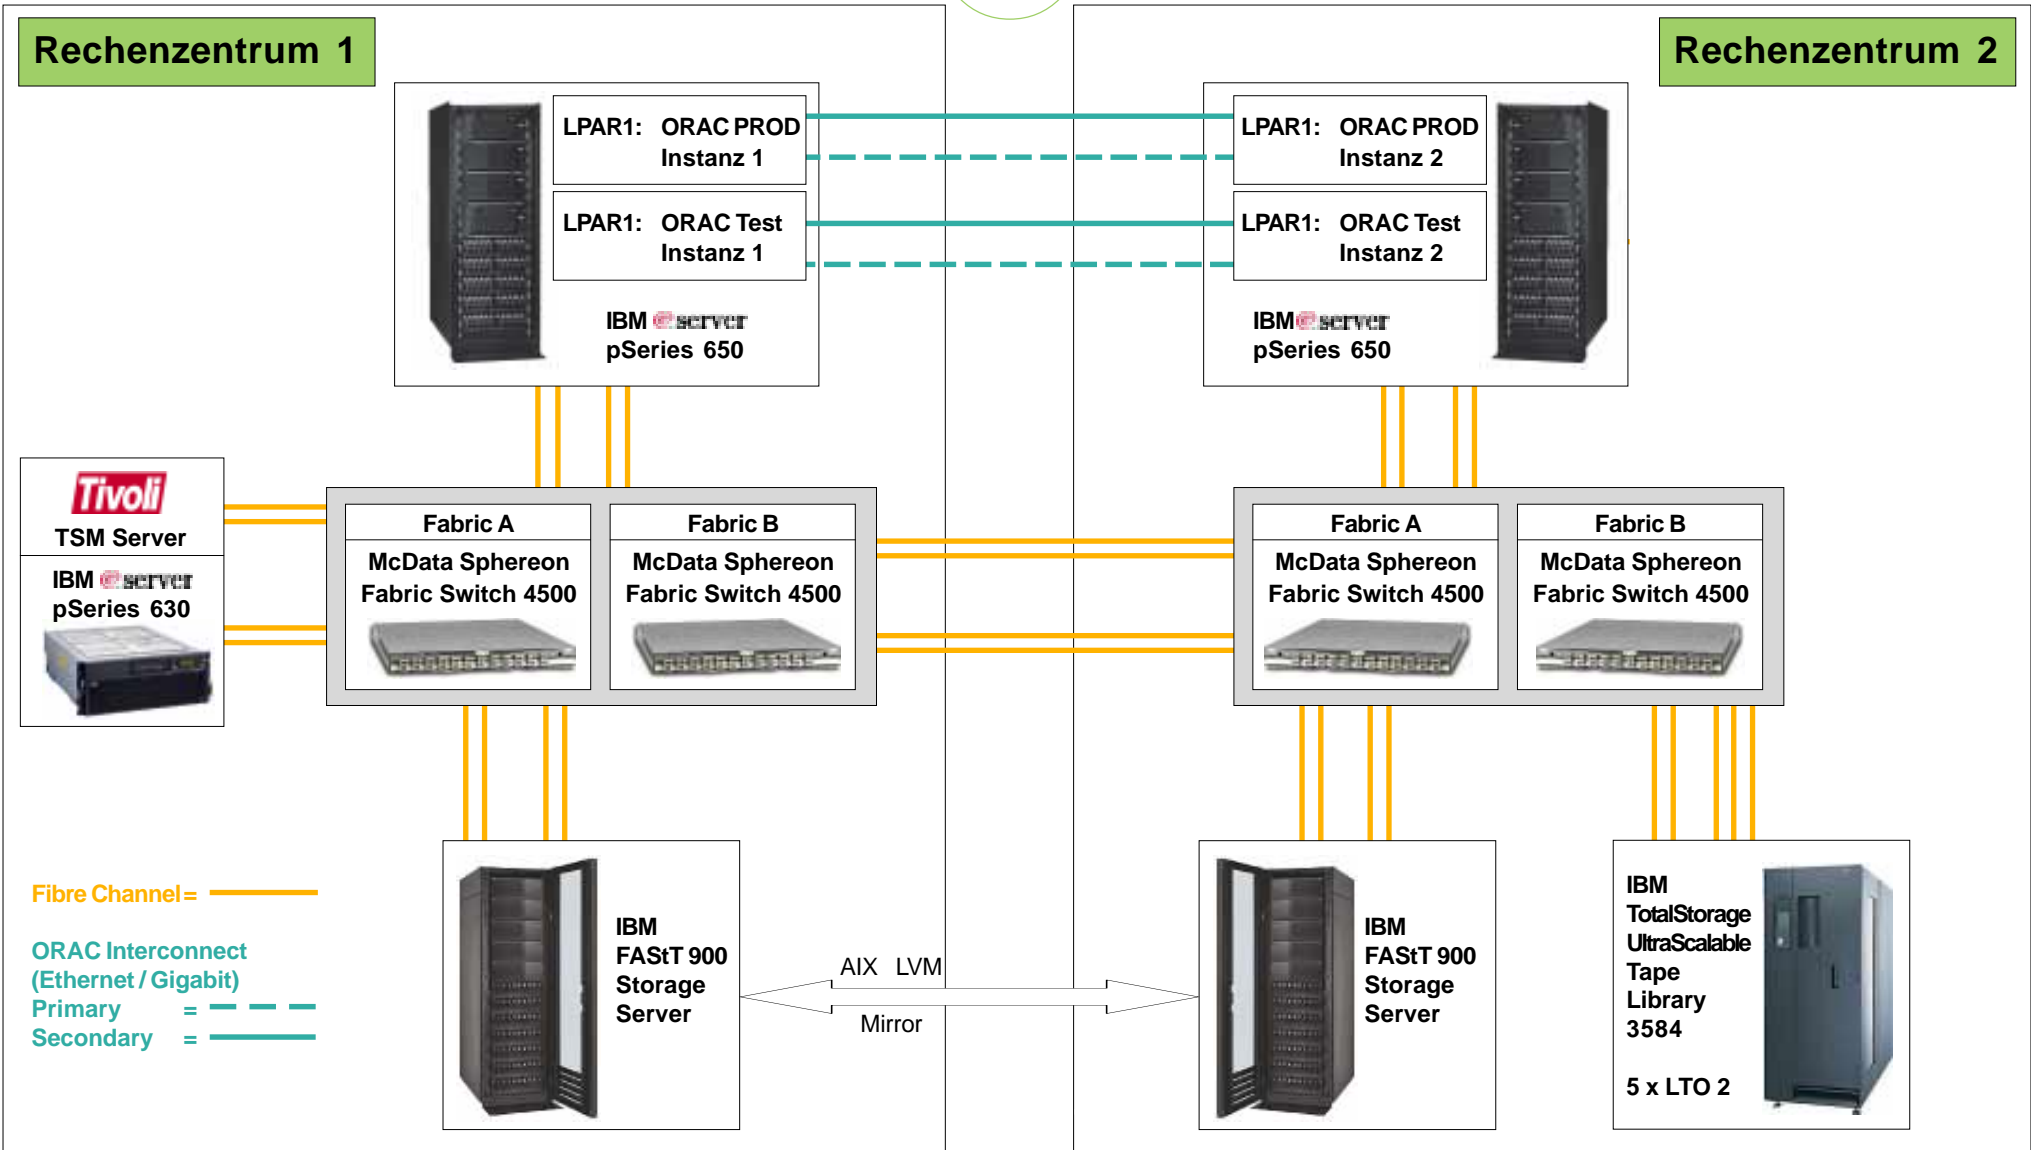 Rechenzentrum 1
Rechenzentrum 2
LPAR1: ORAC PROD
Instanz 1
LPAR1: ORAC Test
Instanz 1
IBM eserver
pSeries 650
LPAR1: ORAC PROD
Instanz 2
LPAR1: ORAC Test
Instanz 2
IBM eserver
pSeries 650
Tivoli
TSM Server
IBM eserver
pSeries 630
Fabric A
McData Sphereon
Fabric Switch 4500
Fabric B
McData Sphereon
Fabric Switch 4500
Fabric A
McData Sphereon
Fabric Switch 4500
Fabric B
McData Sphereon
Fabric Switch 4500
Fibre Channel =
ORAC Interconnect
(Ethernet / Gigabit)
Primary =
Secondary =
IBM
FAStT 900
Storage
Server
AIX LVM
Mirror
IBM
FAStT 900
Storage
Server
IBM
TotalStorage
UltraScalable
Tape
Library
3584
5 x LTO 2